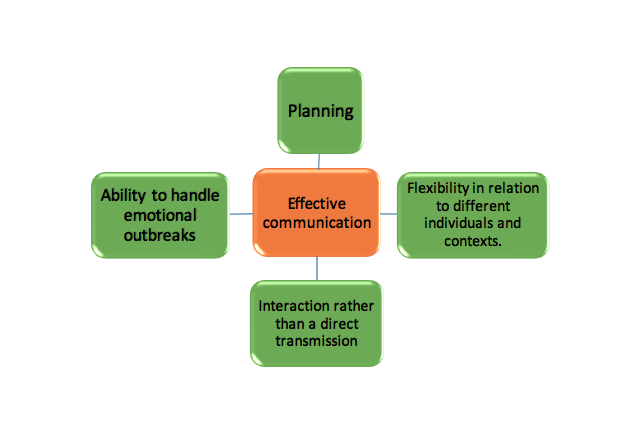 Planning
Ability to handle
emotional
outbreaks
Effective
communication
Flexibility in relation
to different
individuals and
contexts.
Interaction rather
than a direct
transmission